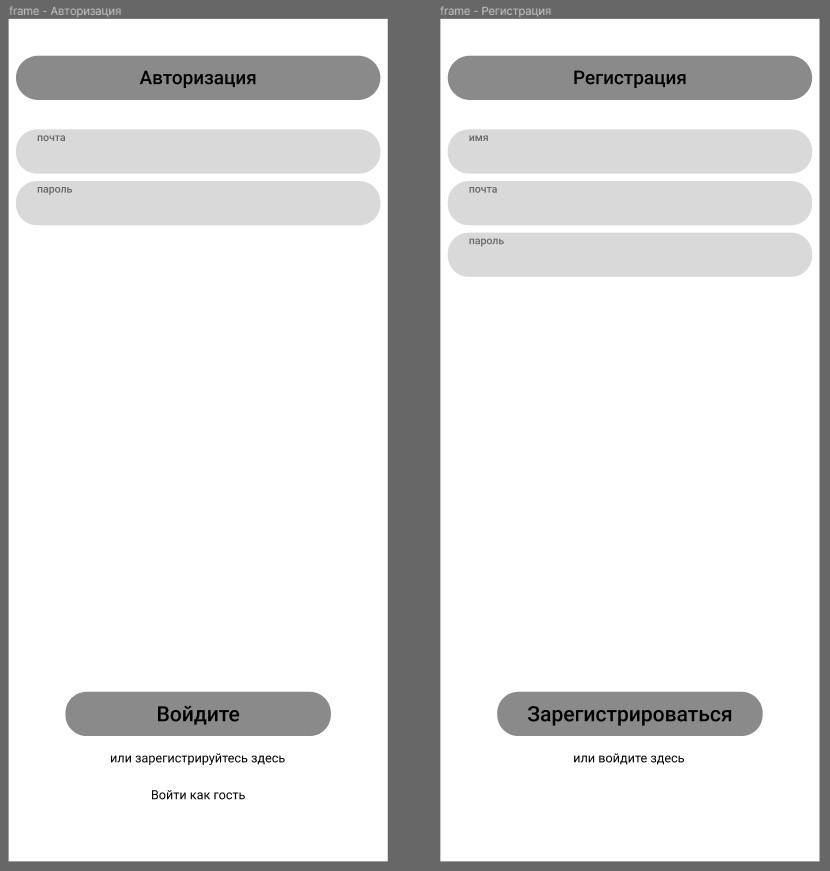 frame - Авторизация
Авторизация
почта
пароль
Войдите
или зарегистрируйтесь здесь
Войти как гость
frame - Регистрация
Регистрация
имя
почта
пароль
Зарегистрироваться
или войдите здесь